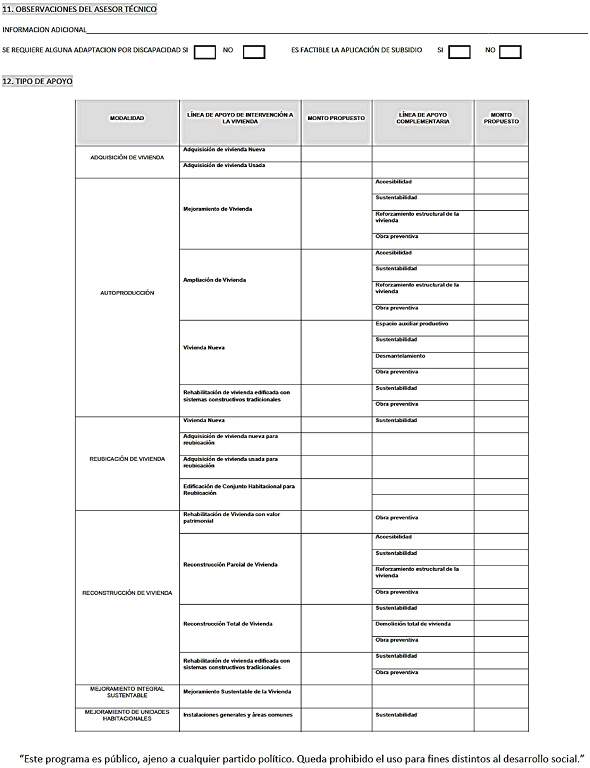 11. OBSERVACIONES DEL ASESOR TÉCNICO
INFORMACION ADICIONAL
SE REQUIERE ALGUNA ADAPTACION POR DISCAPACIDAD SI NO ES FACTIBLE LA APLICACIÓN DE SUBSIDIO SI NO
12. TIPO DE APOYO
MODALIDAD
LÍNEA DE APOYO DE INTERVENCIÓN A
LA VIVIENDA
MONTO PROPUESTO
LÍNEA DE APOYO
COMPLEMENTARIA
MONTO
PROPUESTO
ADQUISICIÓN DE VIVIENDA
Adquisición de vivienda Nueva
Adquisición de vivienda Usada
AUTOPRODUCCIÓN
Mejoramiento de Vivienda
Accesibilidad
Sustentabilidad
Reforzamiento estructural de la
vivienda
Obra preventiva
Ampliación de Vivienda
Accesibilidad
Sustentabilidad
Reforzamiento estructural de la
vivienda
Obra preventiva
Vivienda Nueva
Espacio auxiliar productivo
Sustentabilidad
Desmantelamiento
Obra preventiva
Rehabilitación de vivienda edificada con
sistemas constructivos tradicionales
Sustentabilidad
Obra preventiva
REUBICACIÓN DE VIVIENDA
Vivienda Nueva
Sustentabilidad
Adquisición de vivienda nueva para
reubicación
Adquisición de vivienda usada para
reubicación
Edificación de Conjunto Habitacional para
Reubicación
RECONSTRUCCIÓN DE VIVIENDA
Rehabilitación de Vivienda con valor
patrimonial
Obra preventiva
Reconstrucción Parcial de Vivienda
Accesibilidad
Sustentabilidad
Reforzamiento estructural de la
vivienda
Obra preventiva
Reconstrucción Total de Vivienda
Sustentabilidad
Demolición total de vivienda
Obra preventiva
Rehabilitación de vivienda edificada con
sistemas constructivos tradicionales
Sustentabilidad
Obra preventiva
MEJORAMIENTO INTEGRAL
SUSTENTABLE
Mejoramiento Sustentable de la Vivienda
MEJORAMIENTO DE UNIDADES
HABITACIONALES
Instalaciones generales y áreas comunes
Sustentabilidad
“Este programa es público, ajeno a cualquier partido político. Queda prohibido el uso para fines distintos al desarrollo social.”